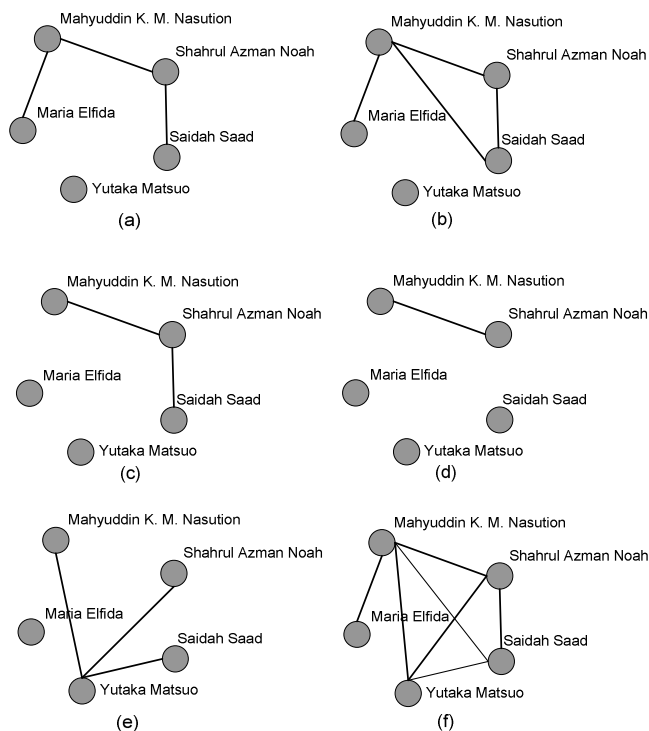 Mahyuddin K. M. Nasution
Shahrul Azman Noah
Maria Elfida
Saidah Saad
Yutaka Matsuo
(a)
Mahyuddin K. M. Nasution
Shahrul Azman Noah
Maria Elfida
Saidah Saad
Yutaka Matsuo
(b)
Mahyuddin K. M. Nasution
Shahrul Azman Noah
Maria Elfida
Saidah Saad
Yutaka Matsuo
(c)
Mahyuddin K. M. Nasution
Shahrul Azman Noah
Maria Elfida
Saidah Saad
Yutaka Matsuo
(d)
Mahyuddin K. M. Nasution
Shahrul Azman Noah
Maria Elfida
Saidah Saad
Yutaka Matsuo
(e)
Mahyuddin K. M. Nasution
Shahrul Azman Noah
Maria Elfida
Saidah Saad
Yutaka Matsuo
(f)